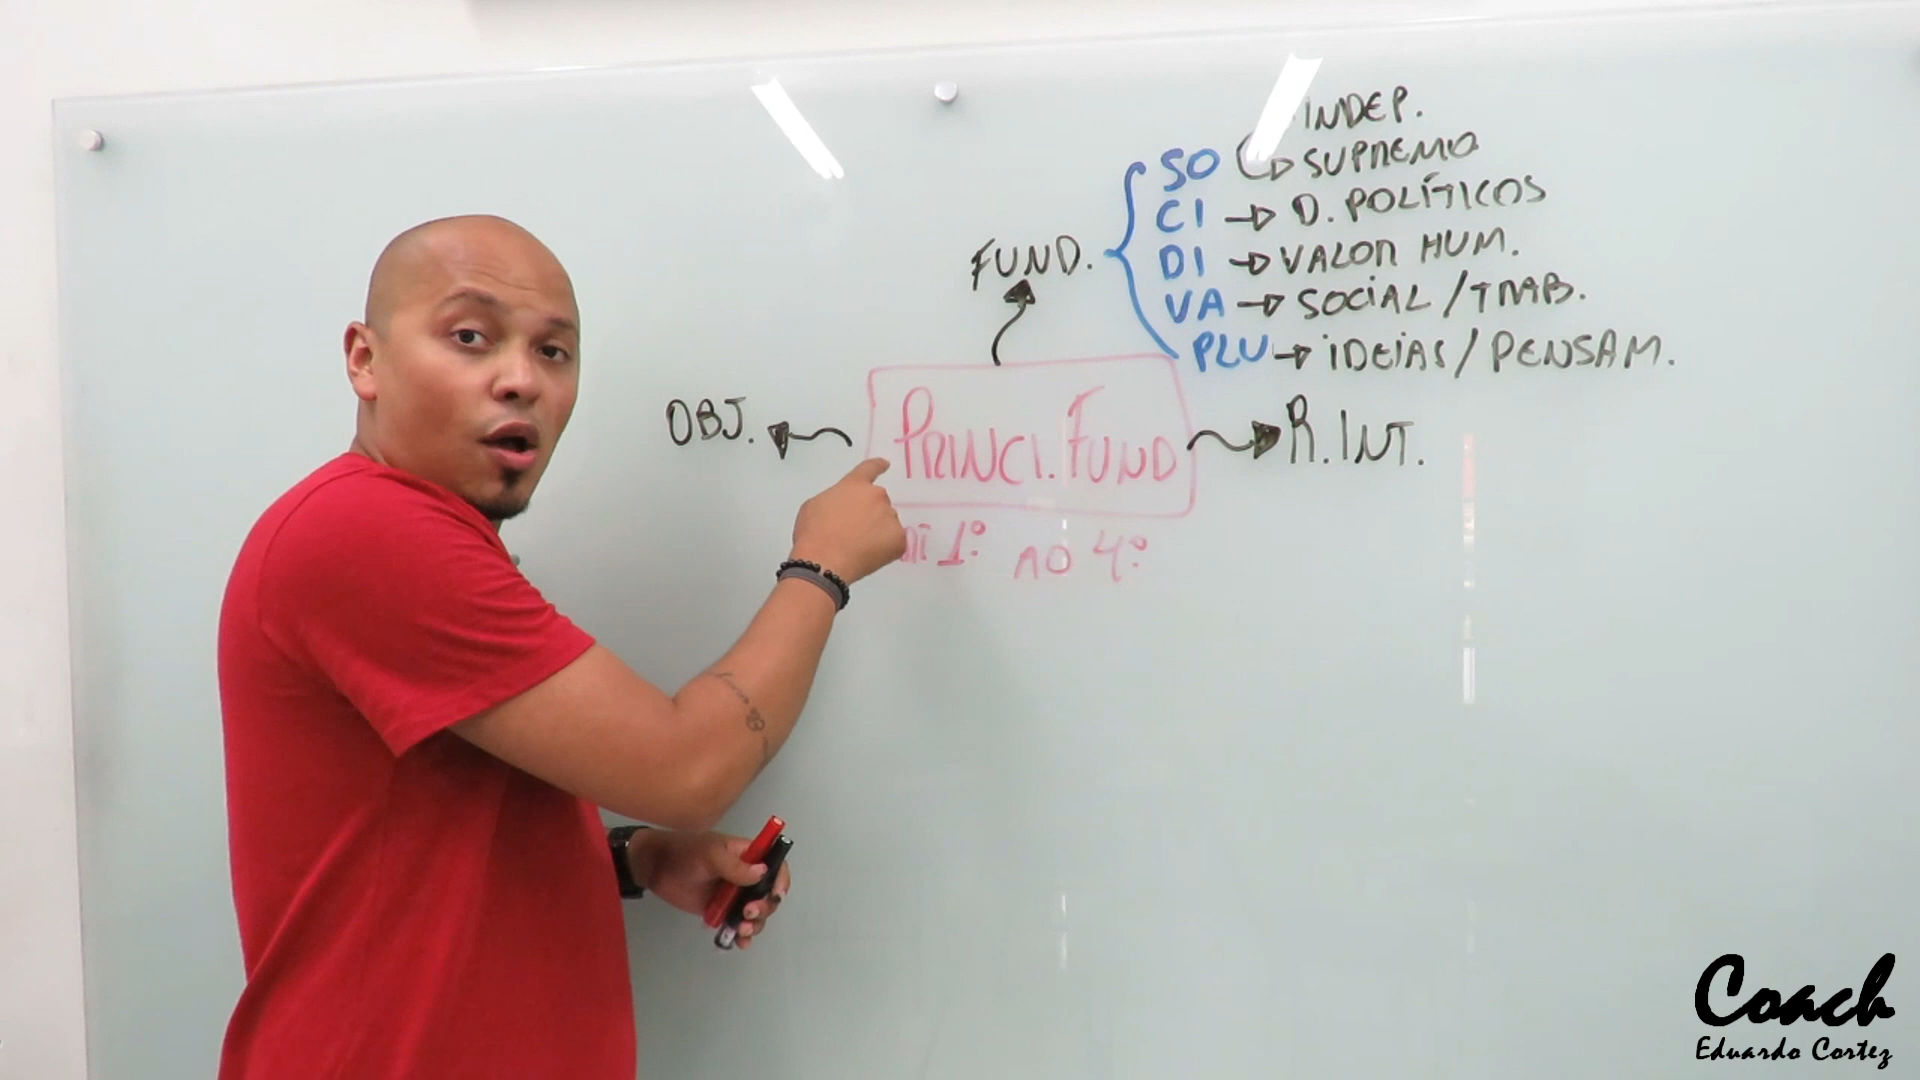 INDEP.
SO → SUPREMO
CI → D. POLÍTICOS
FUND.
DI → VALOR HUM.
VA → SOCIAL/TRAB.
PLU → IDEIAS/PENSAM.
OBJ.
PRINCI. FUND
R. INT.
1º AO 4º
Coach
Eduardo Cortez